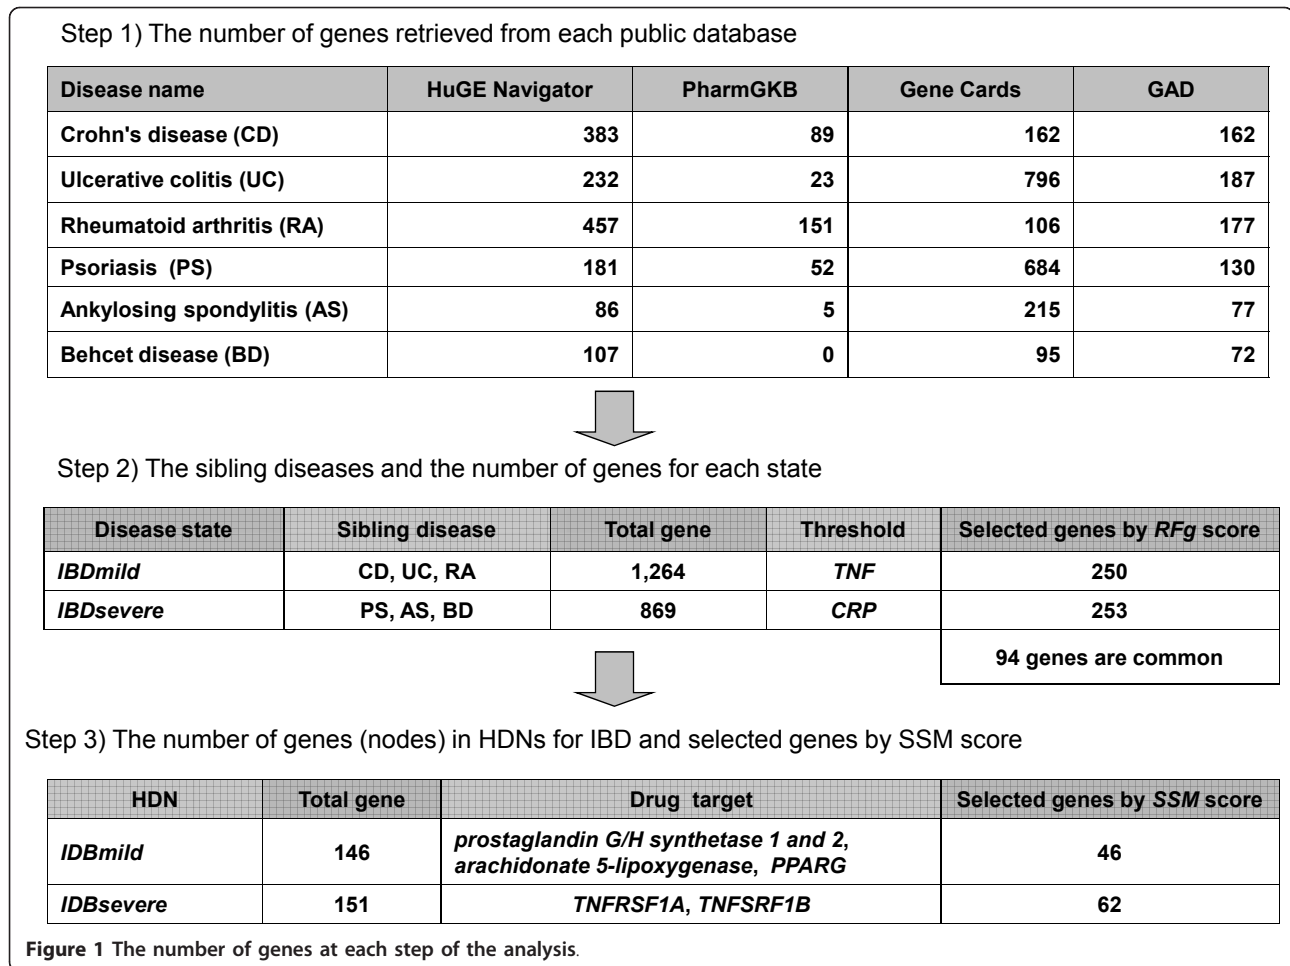 Step 1) The number of genes retrieved from each public database
Disease name HuGE Navigator PharmGKB Gene Cards GAD
Crohn's disease (CD) 383 89 162 162
Ulcerative colitis (UC) 232 23 796 187
Rheumatoid arthritis (RA) 457 151 106 177
Psoriasis (PS) 181 52 684 130
Ankylosing spondylitis (AS) 86 5 215 77
Behcet disease (BD) 107 0 95 72
Step 2) The sibling diseases and the number of genes for each state
Disease state Sibling disease Total gene Threshold Selected genes by RFg score
IBDmild CD, UC, RA 1,264 TNF 250
IBDsevere PS, AS, BD 869 CRP 253
94 genes are common
Step 3) The number of genes (nodes) in HDNs for IBD and selected genes by SSM score
HDN Total gene Drug target Selected genes by SSM score
IDBmild 146 prostaglandin G/H synthetase 1 and 2, 46
arachidonate 5-lipoxygenase, PPARG
IDBsevere 151 TNFRSF1A, TNFSRF1B 62
Figure 1 The number of genes at each step of the analysis.